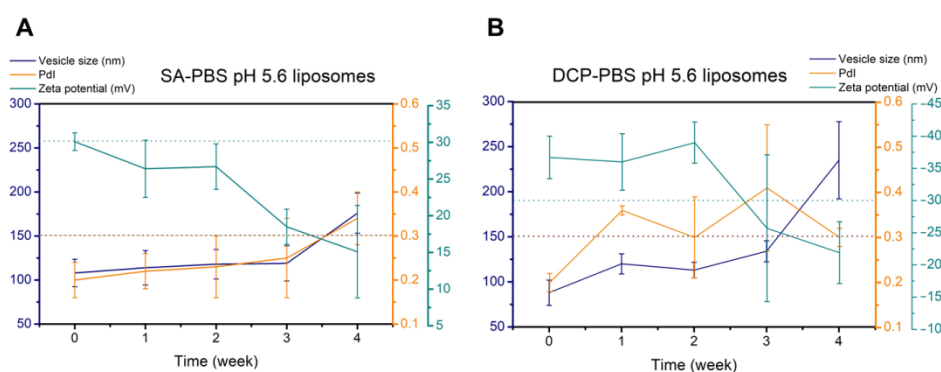 A
Vesicle size (nm)
PdI
Zeta potential (mV)
SA-PBS pH 5.6 liposomes
300
250
200
150
100
50
0.6
0.5
0.4
0.3
0.2
0.1
35
30
25
20
15
10
5
0 1 2 3 4
Time (week)
B
Vesicle size (nm)
PdI
Zeta potential (mV)
DCP-PBS pH 5.6 liposomes
300
250
200
150
100
50
0.6
0.5
0.4
0.3
0.2
0.1
−45
−40
−35
−30
−25
−20
−15
−10
0 1 2 3 4
Time (week)